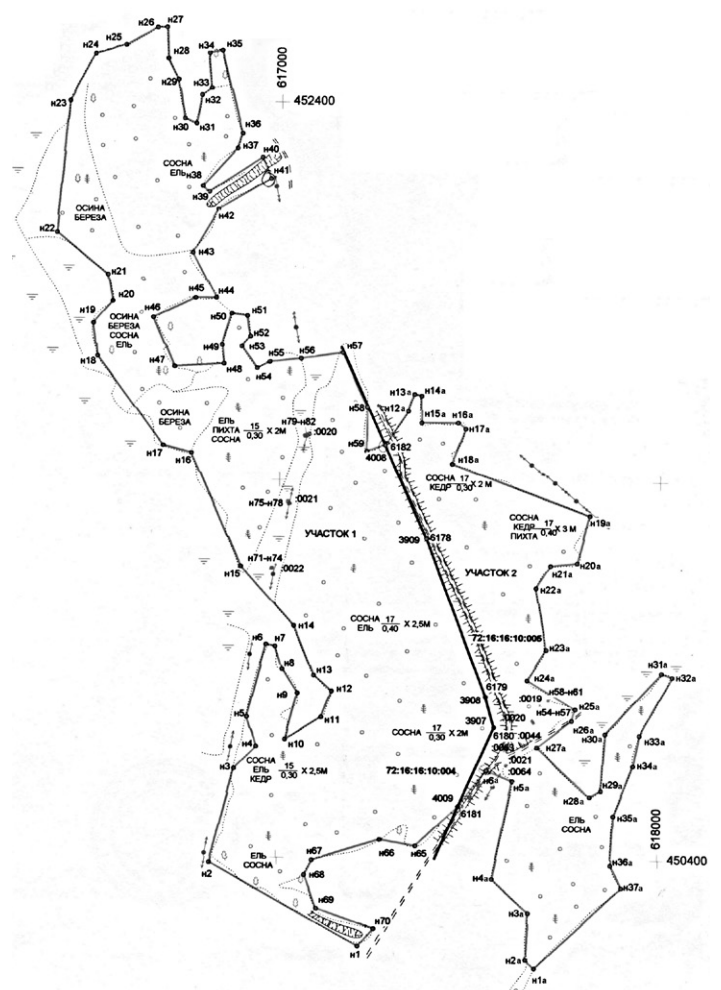 н26
н27
н25
н24
н28
н34
н35
н29
н33
н32
617000
452400
н23
н30
н31
н36
н37
н40
СОСНА
ЕЛЬ
н38
н41
н39
ОСИНА
БЕРЕЗА
н42
н22
н43
н21
н20
н45
н44
н46
н19
ОСИНА
БЕРЕЗА
СОСНА
ЕЛЬ
н50
н51
н52
н53
н18
н47
н48
н54
н55
н56
н57
н13а
н14а
н12а
н58
н15а
н16а
н17а
ОСИНА
БЕРЕЗА
ЕЛЬ
ПИХТА
СОСНА
15
0,30
X 2М
н79-н82
:0020
н59
4008
6182
н17
н16
н18а
СОСНА
КЕДР
17
0,30
X 2 М
н75-н78
:0021
СОСНА
КЕДР
ПИХТА
17
0,40
X 3 М
н19а
УЧАСТОК 1
3909
6178
н71-н74
:0022
УЧАСТОК 2
н20а
н21а
н22а
н15
СОСНА
ЕЛЬ
17
0,40
X 2,5М
н14
72:16:16:10:005
н6
н7
н8
н23а
н13
н12
н9
н24а
н31а
н32а
6179
н58-н61
:0019
3908
н25а
н5
н11
СОСНА
17
0,30
X 2М
3907
:0020
н54-н57
н26а
н10
н4
6180
:0044
н30а
н33а
н27а
н3
СОСНА
ЕЛЬ
КЕДР
15
0,30
X 2,5М
72:16:16:10:004
:0021
:0064
н6а
н5а
н34а
н29а
н28а
4009
6181
ЕЛЬ
СОСНА
н35а
618000
450400
н66
н65
н67
ЕЛЬ
СОСНА
н2
н68
н36а
н4а
н37а
н69
н3а
н70
н1
н2а
н1а